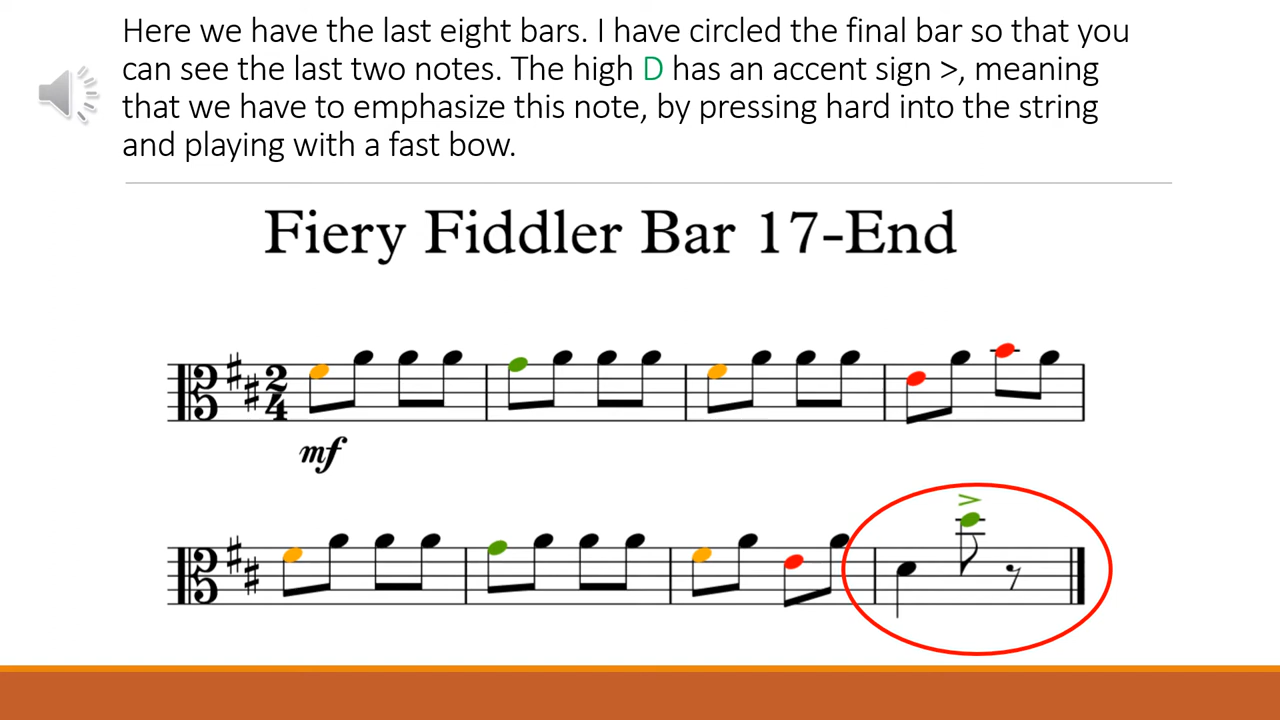 Here we have the last eight bars. I have circled the final bar so that you
can see the last two notes. The high D has an accent sign >, meaning
that we have to emphasize this note, by pressing hard into the string
and playing with a fast bow.
Fiery Fiddler Bar 17-End
2
4
mf
>